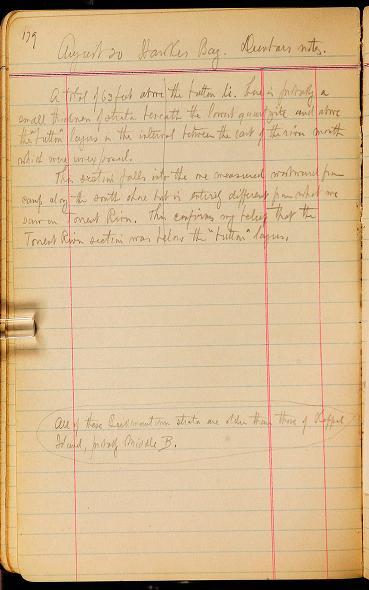 179
August 20 Hawkes Bay. Dunbars notes.
A total of 63 feet above the button ls. There is probably a
small thickness of strata beneath the lowest quartzite and above
the "button" layers in the interval between the east of the river mouth
which were unexposed.
This section falls into the one measured westward from
camp along the south shore but is entirely different from what we
saw on Torrent River. This confirms my belief that the
Torrent River section was below the "button" layers.
All of these strata are older than those of Keppel
Island, probably Middle B.